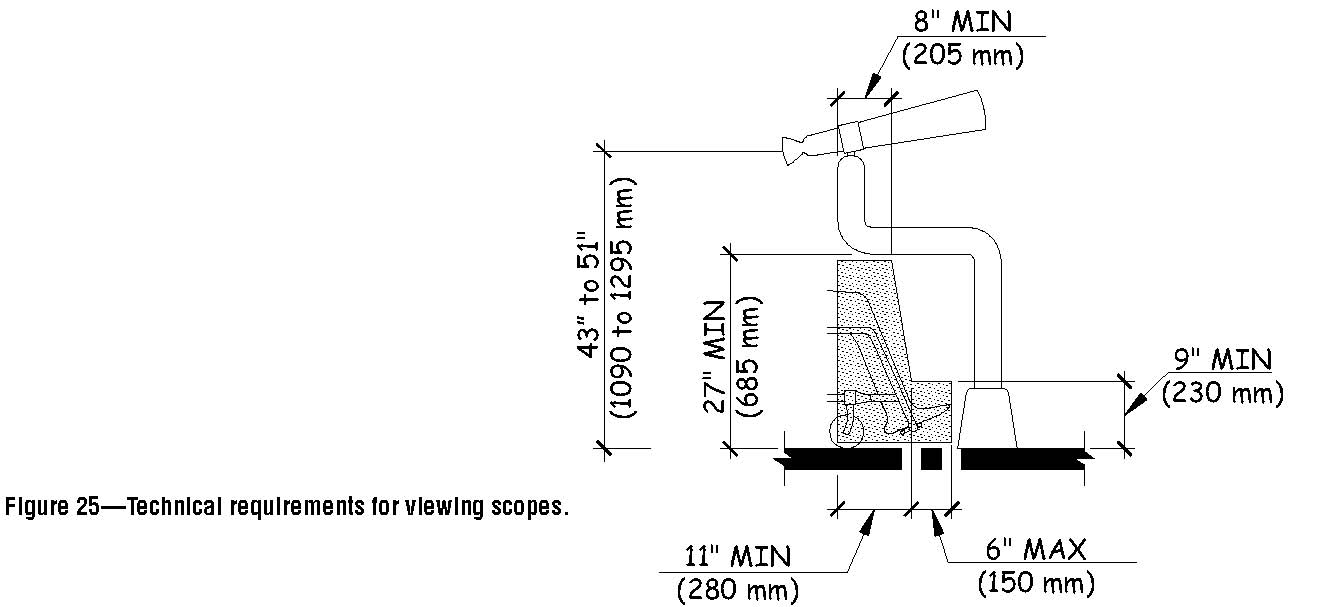 8" MIN
(205 mm)
43" to 51"
(1090 to 1295 mm)
27" MIN
(685 mm)
9" MIN
(230 mm)
Figure 25—Technical requirements for viewing scopes.
11" MIN
(280 mm)
6" MAX
(150 mm)